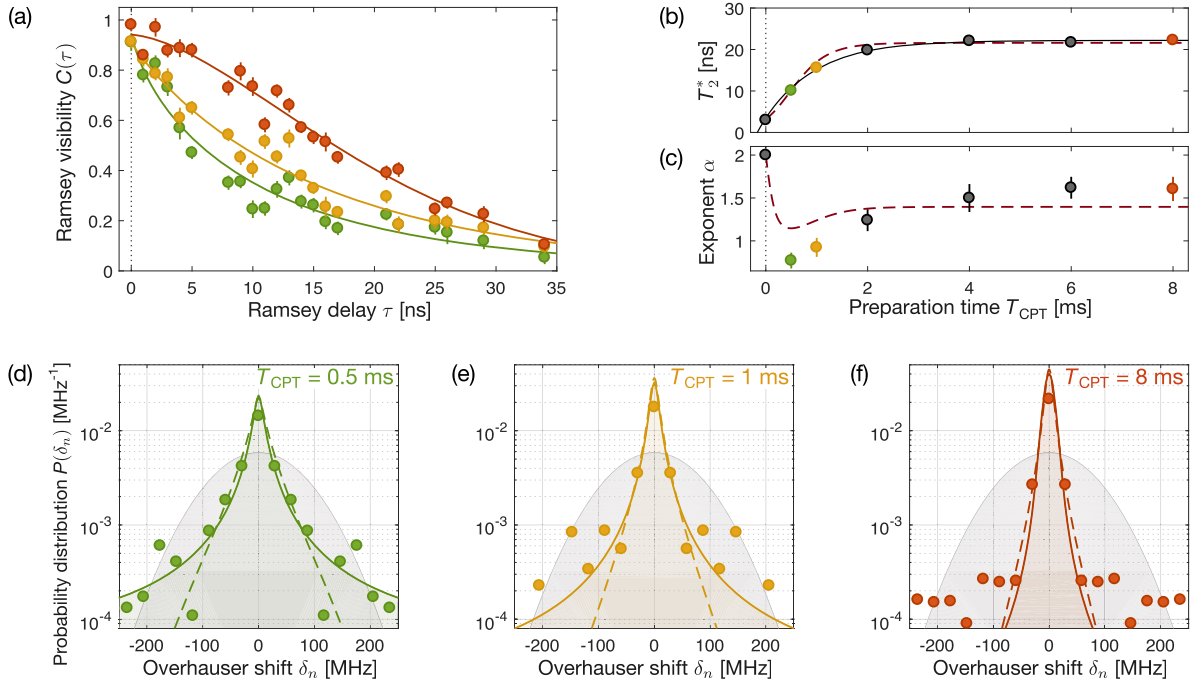 (a)
Ramsey visibility C(τ)
1
0.8
0.6
0.4
0.2
0
0 5 10 15 20 25 30 35
Ramsey delay τ [ns]
(b)
T₂* [ns]
30
20
10
0
(c)
Exponent α
2
1.5
1
0 2 4 6 8
Preparation time T_CPT [ms]
(d)
T_CPT = 0.5 ms
Probability distribution P(δₙ) [MHz⁻¹]
10⁻²
10⁻³
10⁻⁴
-200 -100 0 100 200
Overhauser shift δₙ [MHz]
(e)
T_CPT = 1 ms
10⁻²
10⁻³
10⁻⁴
-200 -100 0 100 200
Overhauser shift δₙ [MHz]
(f)
T_CPT = 8 ms
10⁻²
10⁻³
10⁻⁴
-200 -100 0 100 200
Overhauser shift δₙ [MHz]